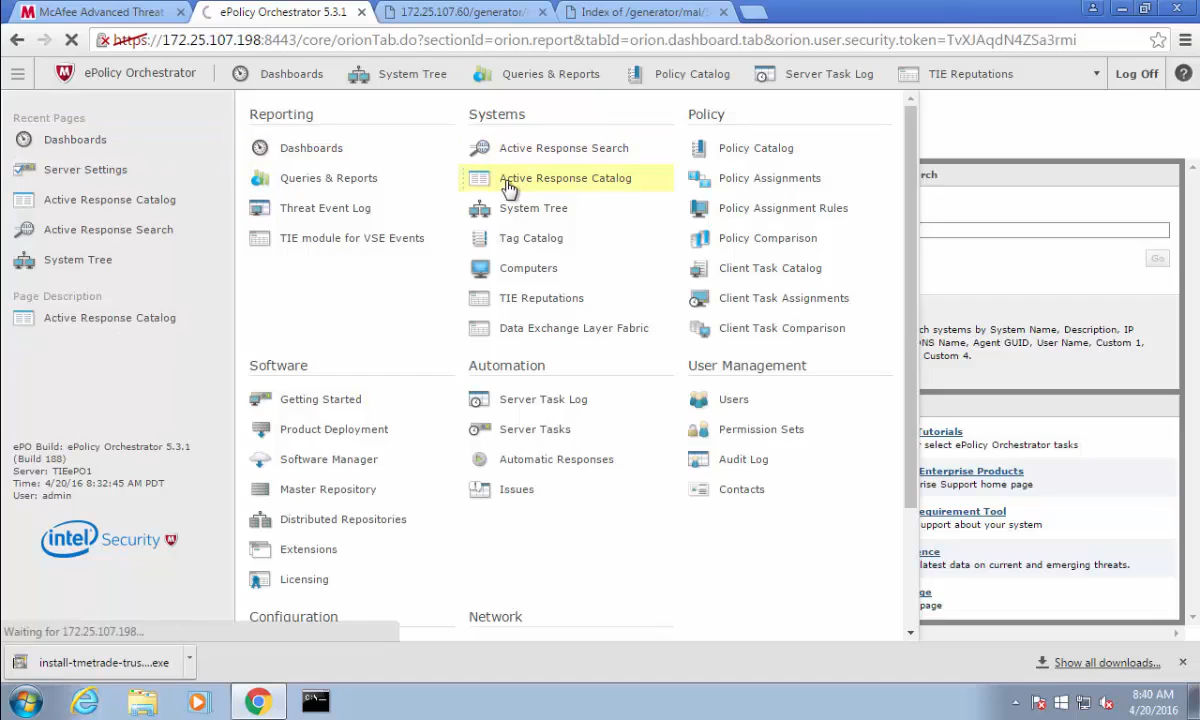 McAfee Advanced Threat
ePolicy Orchestrator 5.3.1
172.25.107.60/generator/
Index of /generator/mal/
https://172.25.107.198:8443/core/orionTab.do?sectionId=orion.report&tabId=orion.dashboard.tab&orion.user.security.token=TvXJAqdN4ZSa3rmi
ePolicy Orchestrator
Dashboards
System Tree
Queries & Reports
Policy Catalog
Server Task Log
TIE Reputations
Log Off
?
Recent Pages
Dashboards
Server Settings
Active Response Catalog
Active Response Search
System Tree
Page Description
Active Response Catalog
ePO Build: ePolicy Orchestrator 5.3.1
(Build 188)
Server: TIEePO1
Time: 4/20/16 8:32:45 AM PDT
User: admin
intel Security
Waiting for 172.25.107.198...
Reporting
Dashboards
Queries & Reports
Threat Event Log
TIE module for VSE Events
Systems
Active Response Search
Active Response Catalog
System Tree
Tag Catalog
Computers
TIE Reputations
Data Exchange Layer Fabric
Policy
Policy Catalog
Policy Assignments
Policy Assignment Rules
Policy Comparison
Client Task Catalog
Client Task Assignments
Client Task Comparison
Software
Getting Started
Product Deployment
Software Manager
Master Repository
Distributed Repositories
Extensions
Licensing
Automation
Server Task Log
Server Tasks
Automatic Responses
Issues
User Management
Users
Permission Sets
Audit Log
Contacts
Configuration
Network
rch
Go
ch systems by System Name, Description, IP
NS Name, Agent GUID, User Name, Custom 1,
Custom 4.
Tutorials
r select ePolicy Orchestrator tasks
Enterprise Products
rise Support home page
equirement Tool
upport about your system
ence
latest data on current and emerging threats.
ge
page
install-tmetrade-trus....exe
Show all downloads...
8:40 AM
4/20/2016